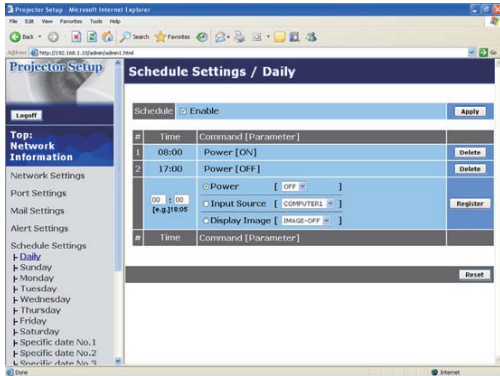 Projector Setup - Microsoft Internet Explorer
File Edit View Favorites Tools Help
Back Search Favorites
Address http://192.168.1.10/admin/admin1.html Go
Projector Setup
Logoff
Top:
Network
Information
Network Settings
Port Settings
Mail Settings
Alert Settings
Schedule Settings
Daily
Sunday
Monday
Tuesday
Wednesday
Thursday
Friday
Saturday
Specific date No.1
Specific date No.2
Specific date No.3
Schedule Settings / Daily
Schedule Enable Apply
# Time Command [Parameter]
1 08:00 Power [ON] Delete
2 17:00 Power [OFF] Delete
Power [ OFF ]
00 : 00 Input Source [ COMPUTER1 ] Register
[e.g.]18:05
Display Image [ IMAGE-OFF ]
# Time Command [Parameter]
Reset
Done Internet